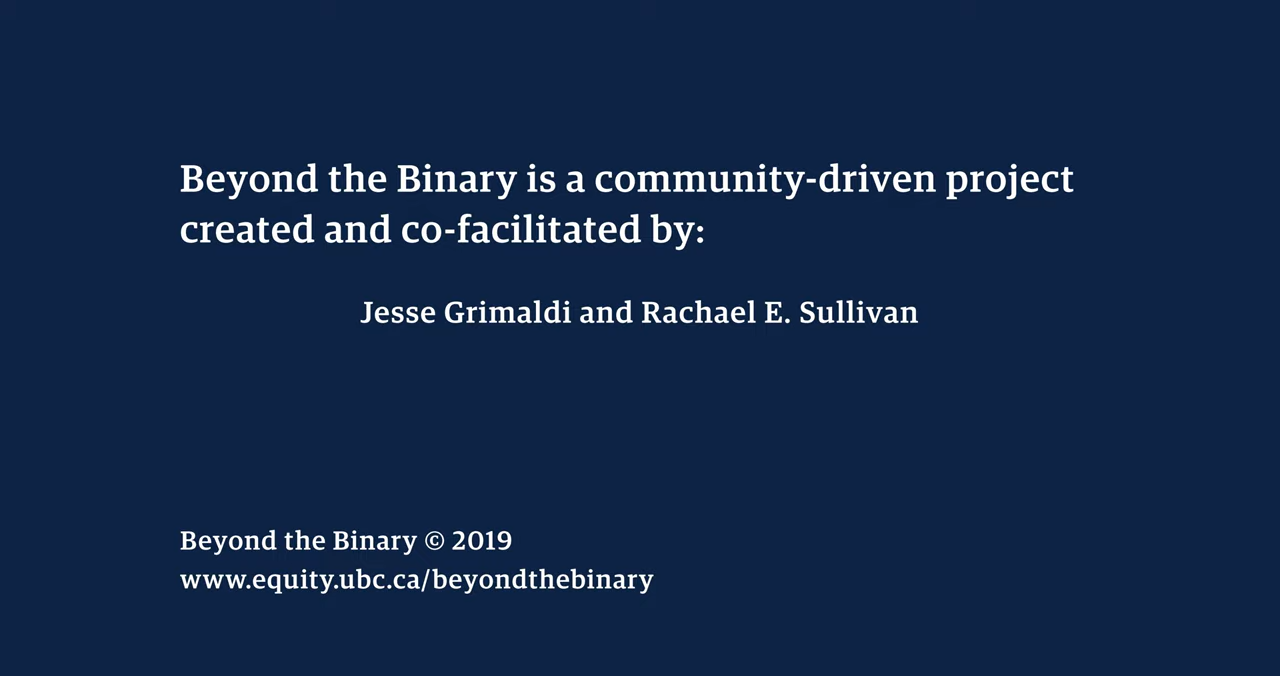 Beyond the Binary is a community-driven project
created and co-facilitated by:
Jesse Grimaldi and Rachael E. Sullivan
Beyond the Binary © 2019
www.equity.ubc.ca/beyondthebinary